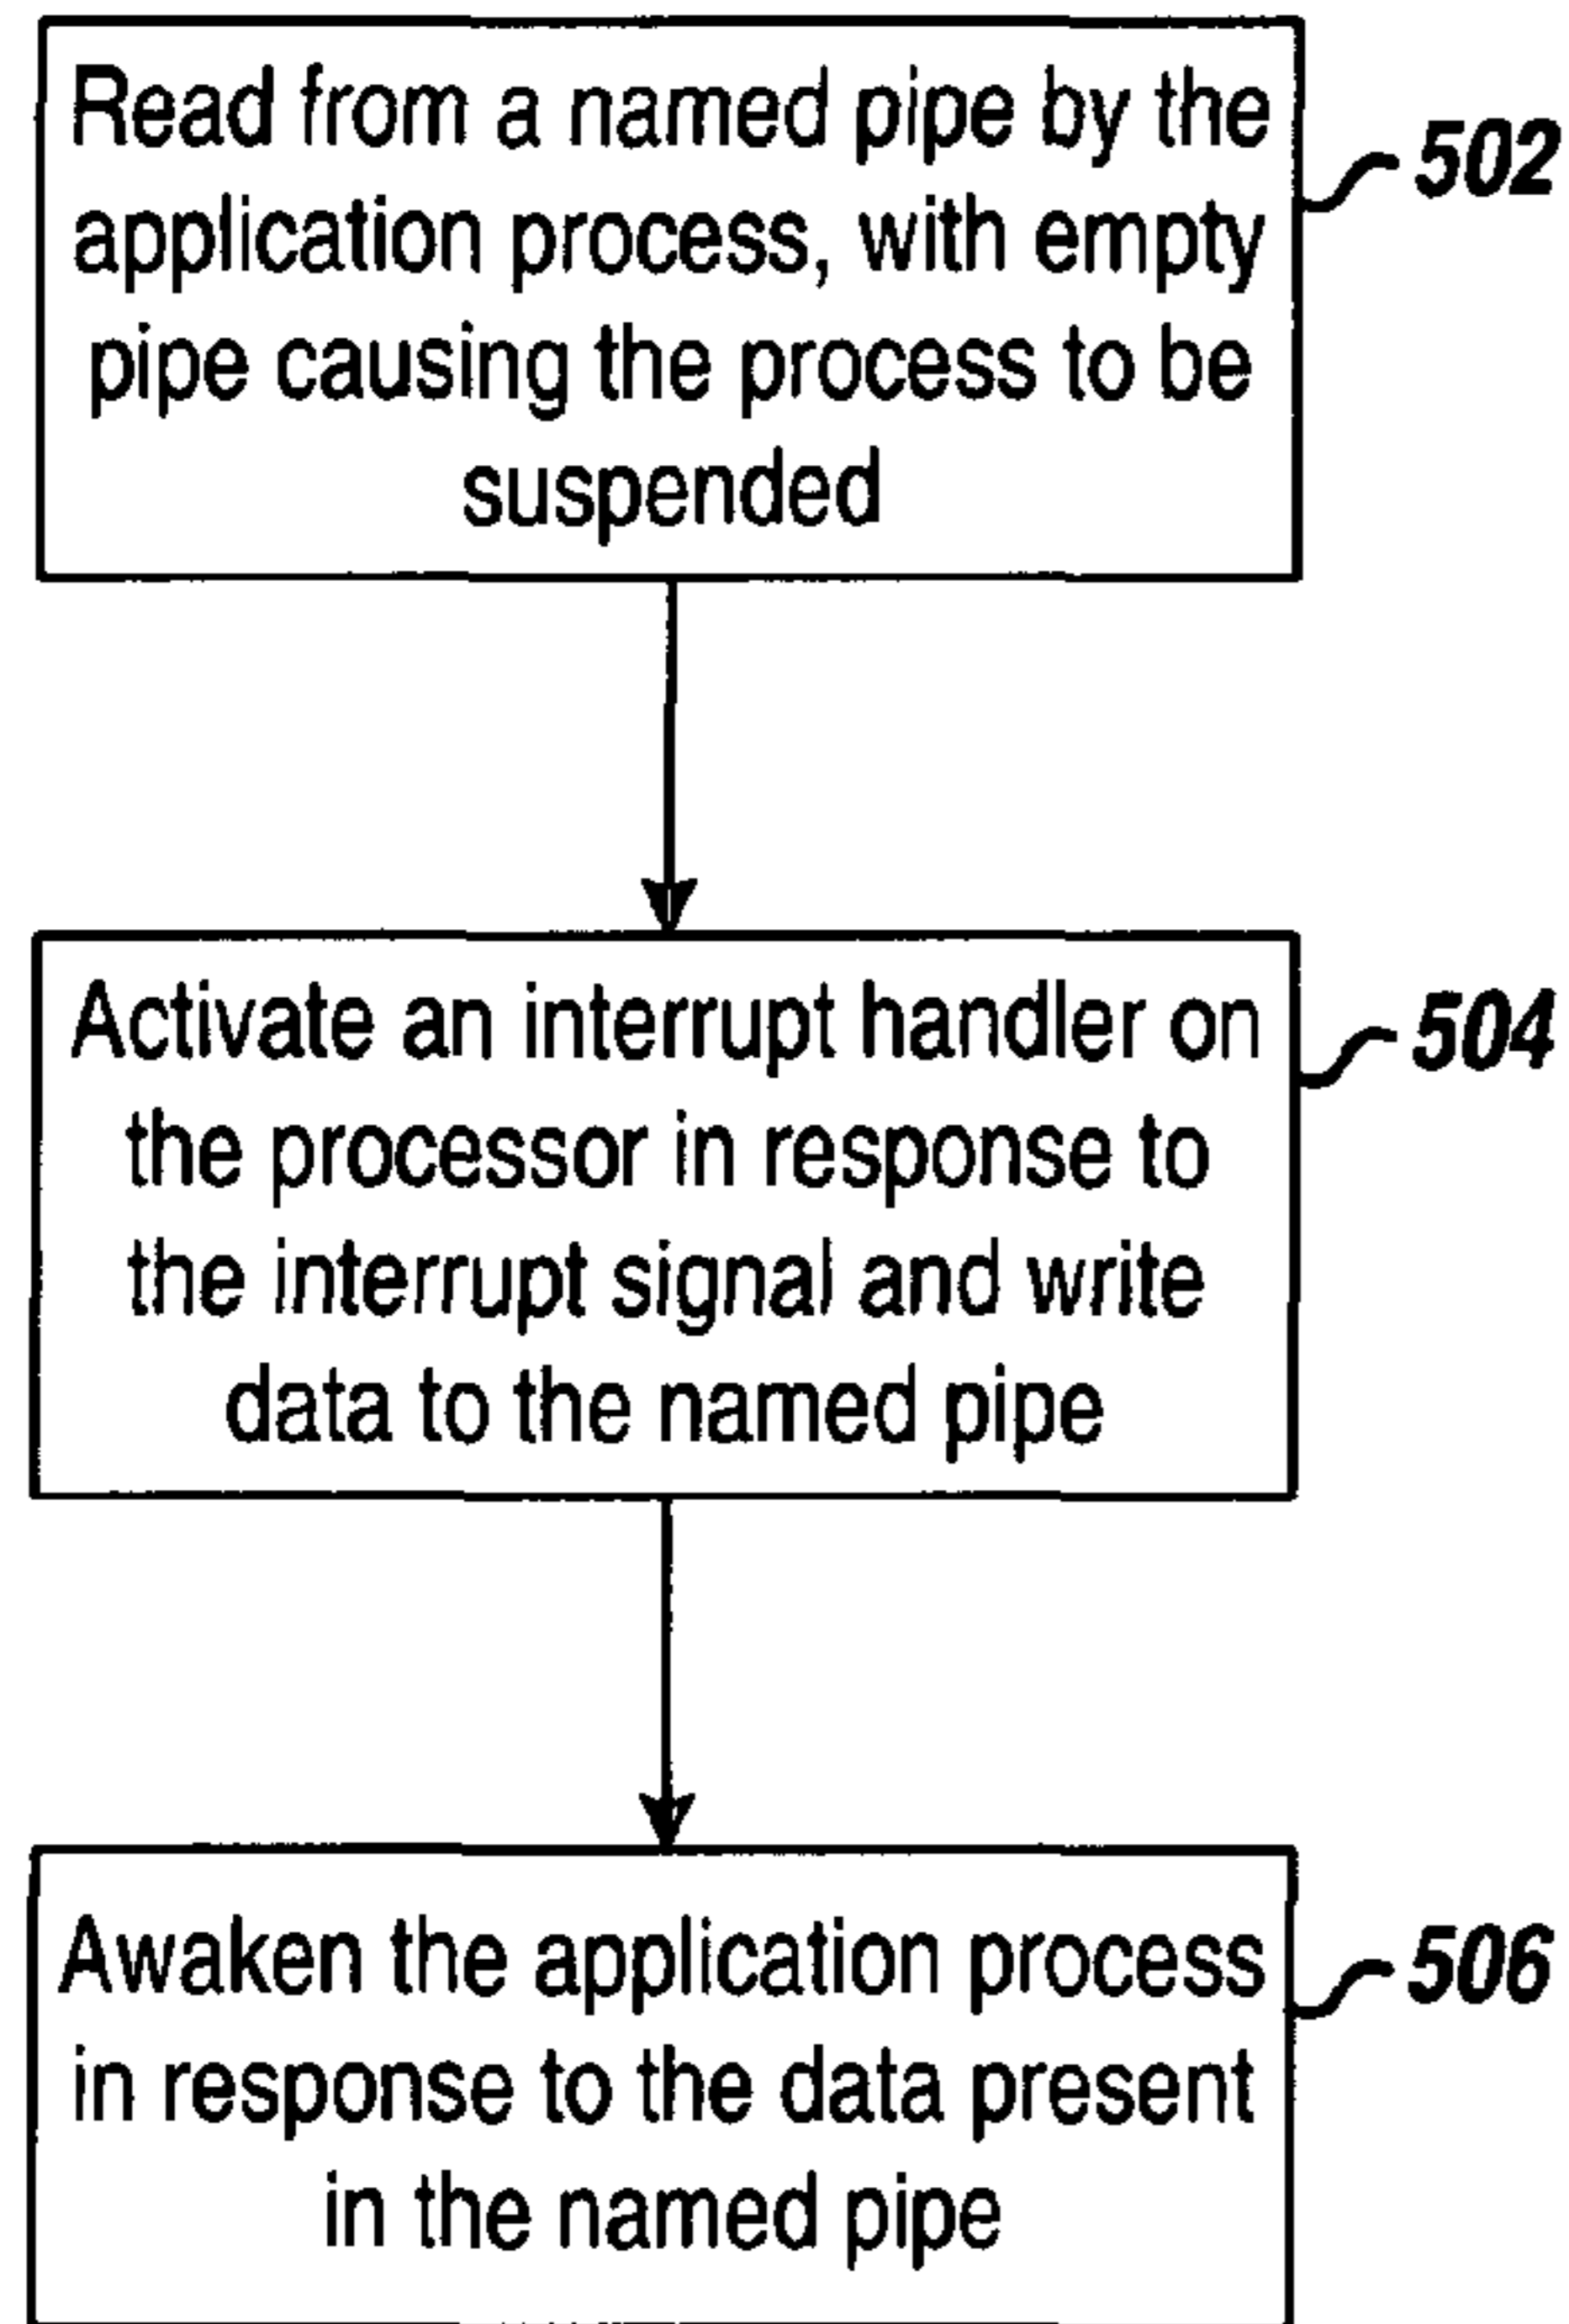 Read from a named pipe by the
application process, with empty
pipe causing the process to be
suspended
502
Activate an interrupt handler on
the processor in response to
the interrupt signal and write
data to the named pipe
504
Awaken the application process
in response to the data present
in the named pipe
506